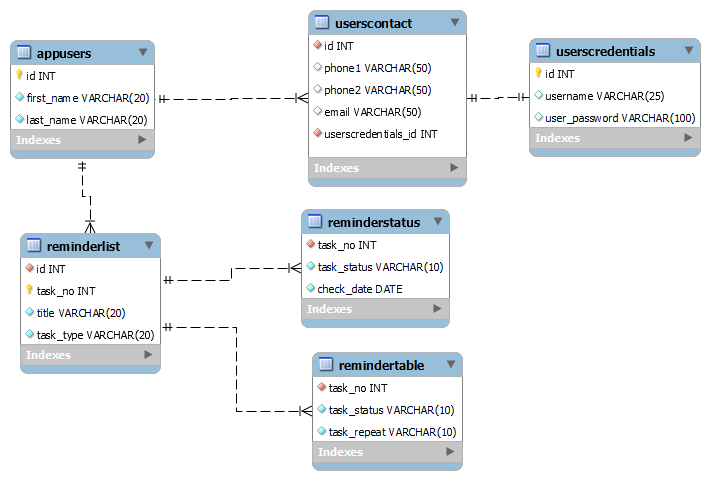 appusers
id INT
first_name VARCHAR(20)
last_name VARCHAR(20)
Indexes
userscontact
id INT
phone1 VARCHAR(50)
phone2 VARCHAR(50)
email VARCHAR(50)
userscredentials_id INT
Indexes
userscredentials
id INT
username VARCHAR(25)
user_password VARCHAR(100)
Indexes
reminderlist
id INT
task_no INT
title VARCHAR(20)
task_type VARCHAR(20)
Indexes
reminderstatus
task_no INT
task_status VARCHAR(10)
check_date DATE
Indexes
remindertable
task_no INT
task_status VARCHAR(10)
task_repeat VARCHAR(10)
Indexes